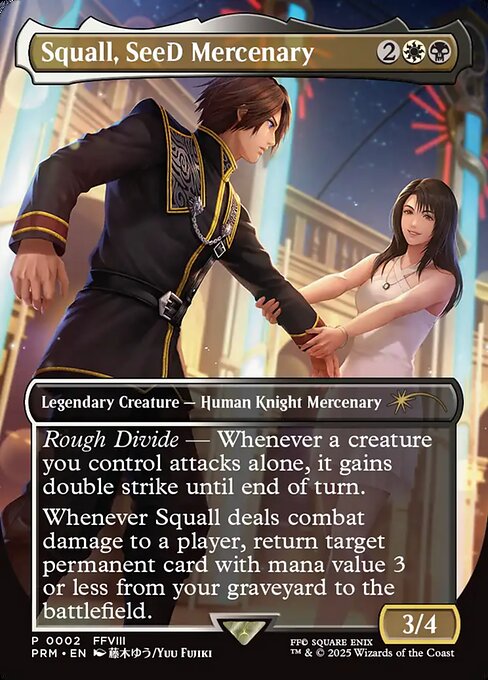 Squall, SeeD Mercenary 2
Legendary Creature — Human Knight Mercenary
Rough Divide — Whenever a creature
you control attacks alone, it gains
double strike until end of turn.
Whenever Squall deals combat
damage to a player, return target
permanent card with mana value 3
or less from your graveyard to the
battlefield.
3/4
P 0002 FFVIII
PRM • EN 藤木ゆう/Yuu Fujiki
FF© SQUARE ENIX
™ & © 2025 Wizards of the Coast